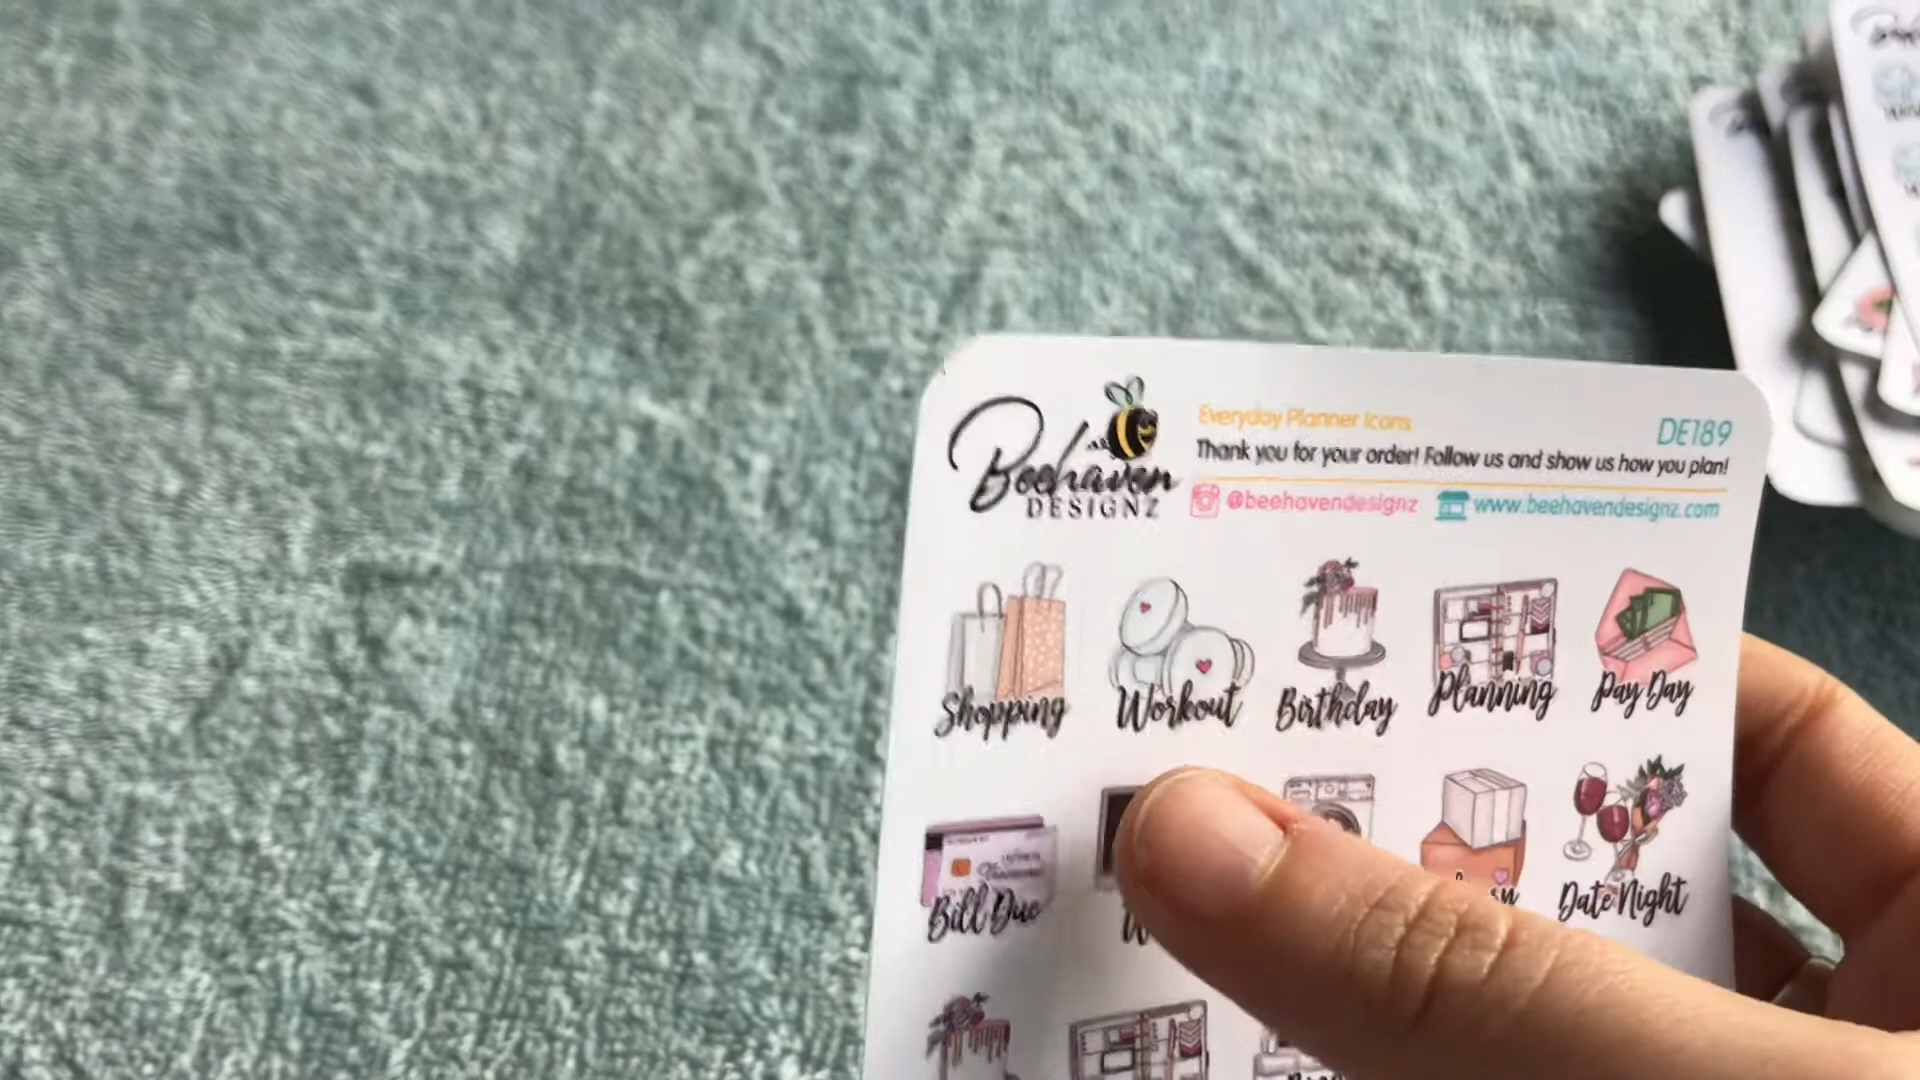 Beehaven
DESIGNZ
Everyday Planner Icons
DE189
Thank you for your order! Follow us and show us how you plan!
@beehavendesignz
www.beehavendesignz.com
Shopping
Workout
Birthday
Planning
Pay Day
Bill Due
Date Night